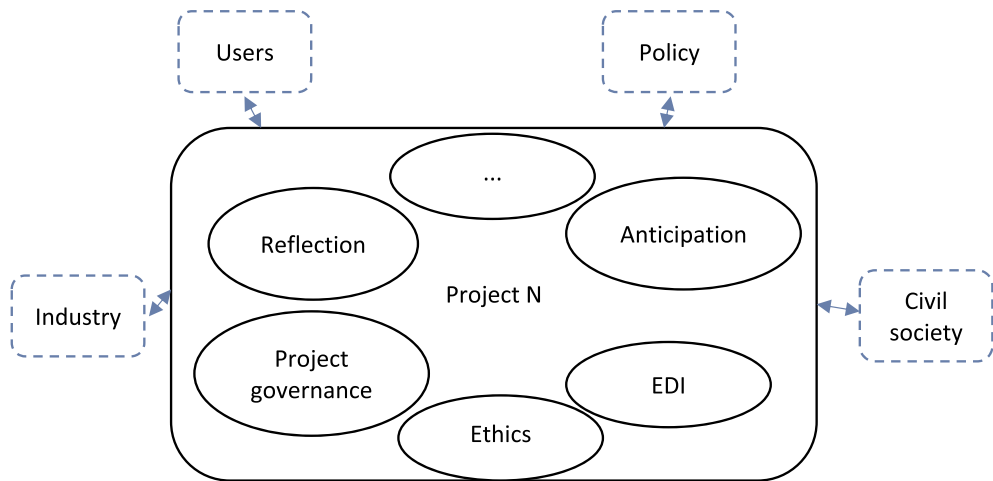 Users
Policy
...
Reflection
Anticipation
Project N
Industry
Civil
society
Project
governance
EDI
Ethics